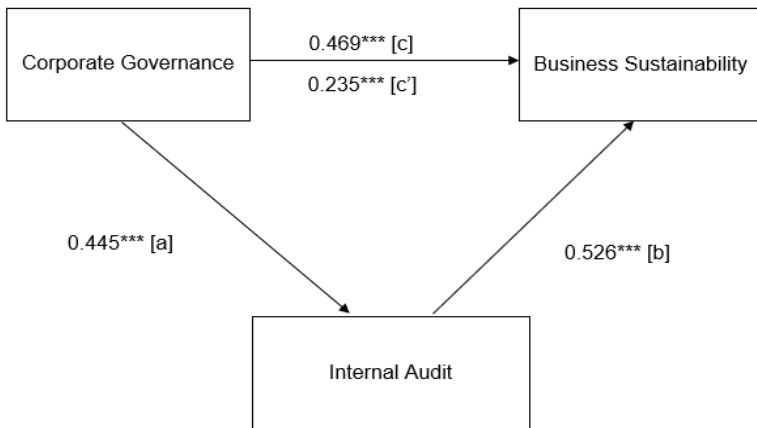 0.469*** [c]
Corporate Governance
Business Sustainability
0.235*** [c’]
0.445*** [a]
0.526*** [b]
Internal Audit